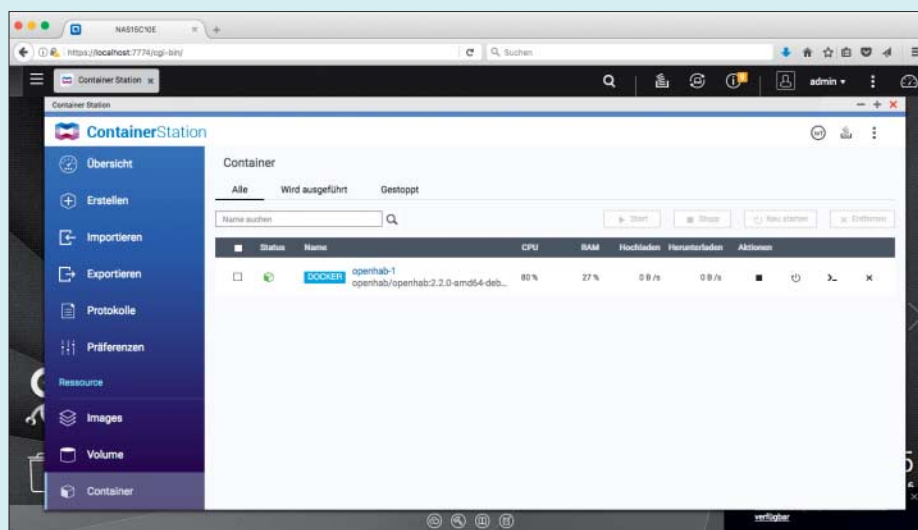 NAS16C10E
https://localhost:7774/cgi-bin/
Suchen
Container Station
admin
Container Station
ContainerStation
Übersicht
Erstellen
Importieren
Exportieren
Protokolle
Präferenzen
Ressource
Images
Volume
Container
Container
Alle Wird ausgeführt Gestoppt
Name suchen
Start Stopp Neu starten Entfernen
Status Name CPU RAM Hochladen Herunterladen Aktionen
DOCKER openhab-1 80 % 27 % 0 B /s 0 B /s
openhab/openhab:2.2.0-amd64-deb...
verfügbar